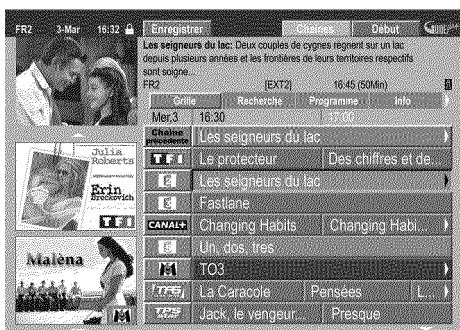 FR2 3-Mar 16:32 Enregistrer Chaînes Début GUIDE
Les seigneurs du lac: Deux couples de cygnes règnent sur un lac
depuis plusieurs années et les frontières de leurs territoires respectifs
sont soigne...
FR2 [EXT2] 16:45 (50Min)
Grille Recherche Programme Info
Mer.3 16:30 17:00
Chaîne précédente Les seigneurs du lac
TF1 Le protecteur Des chiffres et de...
Les seigneurs du lac
Fastlane
CANAL+ Changing Habits Changing Habi...
Un, dos, tres
M TO3
TPS La Caracole Pensées L...
TPS star Jack, le vengeur... Presque
Julia
Roberts
Erin
Brockovich
TF1
Malèna
M